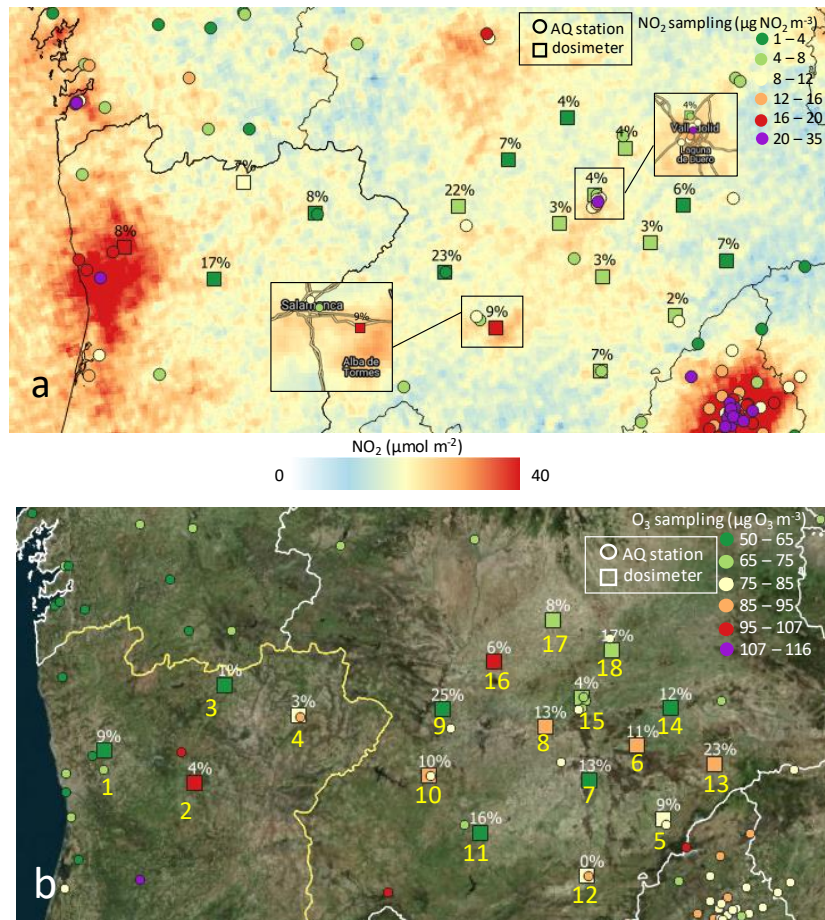 NO₂ sampling (µg NO₂ m⁻³)
AQ station
dosimeter
1 – 4
4 – 8
8 – 12
12 – 16
16 – 20
20 – 35
4%
4%
Valladolid
Laguna
de Duero
4%
7%
7%
4%
6%
8%
22%
3%
8%
3%
17%
23%
3%
7%
Salamanca
9%
Alba de
Tormes
9%
2%
7%
a
NO₂ (µmol m⁻²)
0
40
O₃ sampling (µg O₃ m⁻³)
AQ station
dosimeter
50 – 65
65 – 75
75 – 85
85 – 95
95 – 107
107 – 116
8%
17
17%
18
6%
16
1%
3
4%
15
3%
4
25%
9
12%
14
13%
8
11%
6
9%
1
23%
13
4%
2
10%
10
13%
7
9%
5
16%
11
0%
12
b